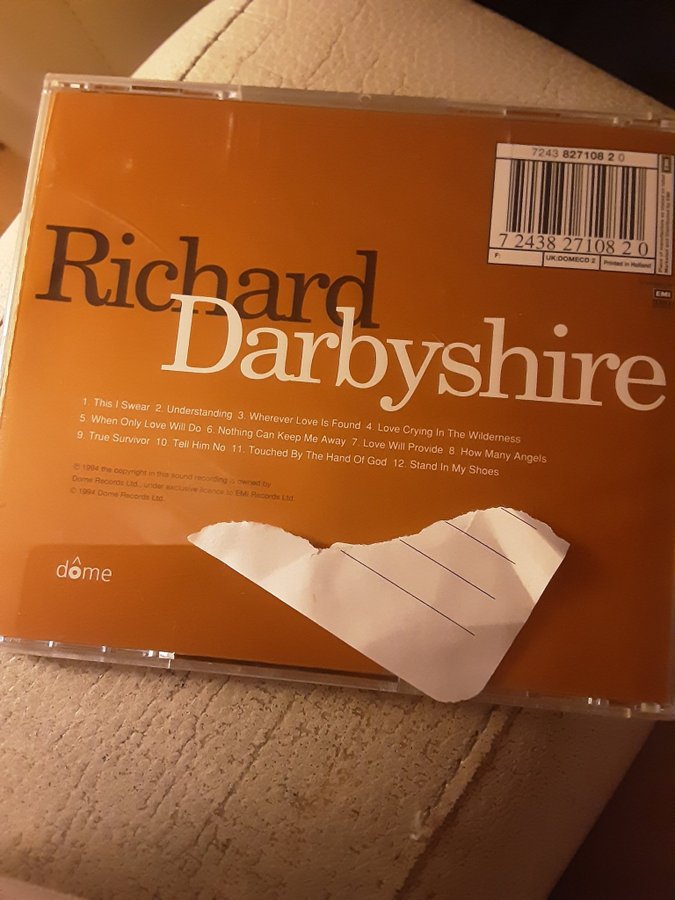 7243 827108 2 0
7 2438 27108 2 0
F:
UK:DOMECD 2
Printed in Holland
EMI
Richard
Darbyshire
1. This I Swear 2. Understanding 3. Wherever Love Is Found 4. Love Crying In The Wilderness
5. When Only Love Will Do 6. Nothing Can Keep Me Away 7. Love Will Provide 8. How Many Angels
9. True Survivor 10. Tell Him No 11. Touched By The Hand Of God 12. Stand In My Shoes
℗ 1994 the copyright in this sound recording is owned by
Dome Records Ltd., under exclusive licence to EMI Records Ltd
© 1994 Dome Records Ltd.
dôme